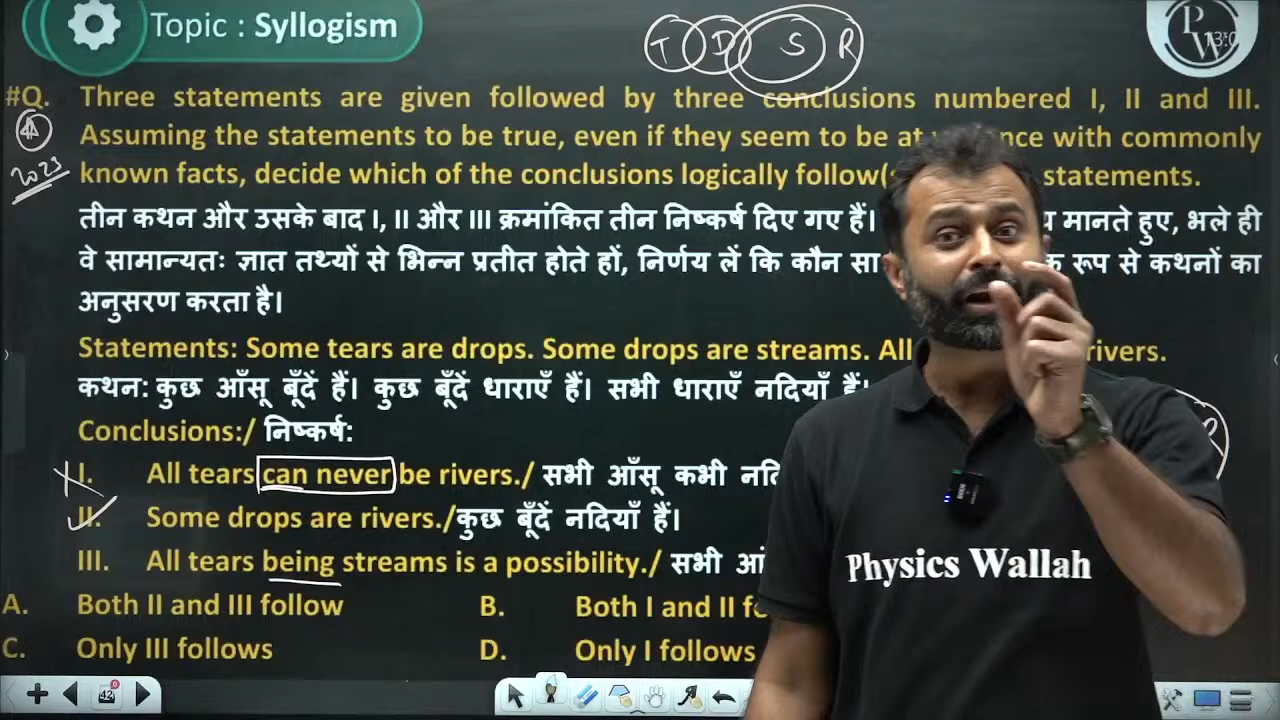 Topic : Syllogism
T D S R
PW
#Q. Three statements are given followed by three conclusions numbered I, II and III.
Assuming the statements to be true, even if they seem to be at with commonly
4
known facts, decide which of the conclusions logically follow( statements.
2023
तीन कथन और उसके बाद I, II और III क्रमांकित तीन निष्कर्ष दिए गए हैं। मानते हुए, भले ही
वे सामान्यतः ज्ञात तथ्यों से भिन्न प्रतीत होते हों, निर्णय लें कि कौन सा रूप से कथनों का
अनुसरण करता है।
Statements: Some tears are drops. Some drops are streams. All rivers.
कथन: कुछ आँसू बूँदें हैं। कुछ बूँदें धाराएँ हैं। सभी धाराएँ नदियाँ हैं।
Conclusions:/ निष्कर्ष:
I. All tears can never be rivers./ सभी आँसू कभी
II. Some drops are rivers./कुछ बूँदें नदियाँ हैं।
III. All tears being streams is a possibility./ सभी
A. Both II and III follow B. Both I and II
C. Only III follows D. Only I follows
Physics Wallah
42